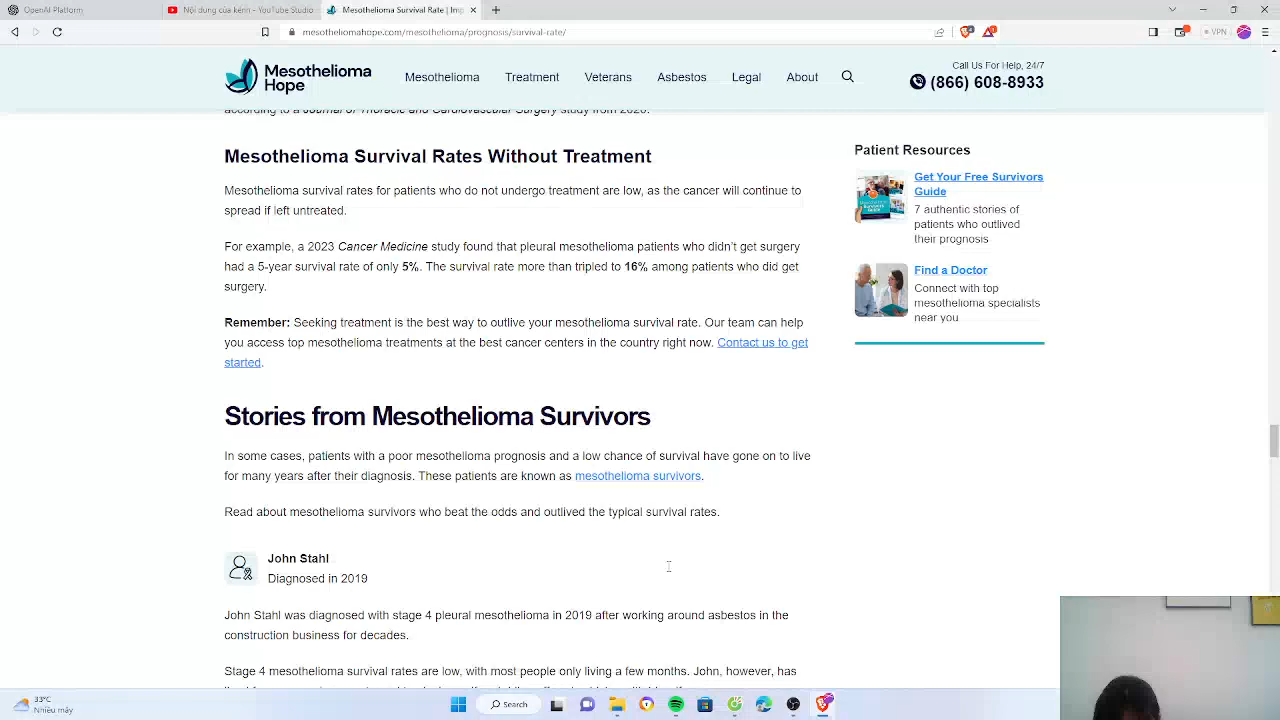 OpenAI Platform
Nội dung của kênh - YouTube Studio
Mesothelioma Survival Rate | Imp
mesotheliomahope.com/mesothelioma/prognosis/survival-rate/
VPN
Mesothelioma
Hope
Mesothelioma Treatment Veterans Asbestos Legal About
Call Us For Help, 24/7
(866) 608-8933
according to a Journal of Thoracic and Cardiovascular Surgery study from 2020.
Mesothelioma Survival Rates Without Treatment
Mesothelioma survival rates for patients who do not undergo treatment are low, as the cancer will continue to
spread if left untreated.
For example, a 2023 Cancer Medicine study found that pleural mesothelioma patients who didn't get surgery
had a 5-year survival rate of only 5%. The survival rate more than tripled to 16% among patients who did get
surgery.
Remember: Seeking treatment is the best way to outlive your mesothelioma survival rate. Our team can help
you access top mesothelioma treatments at the best cancer centers in the country right now. Contact us to get
started.
Stories from Mesothelioma Survivors
In some cases, patients with a poor mesothelioma prognosis and a low chance of survival have gone on to live
for many years after their diagnosis. These patients are known as mesothelioma survivors.
Read about mesothelioma survivors who beat the odds and outlived the typical survival rates.
John Stahl
Diagnosed in 2019
John Stahl was diagnosed with stage 4 pleural mesothelioma in 2019 after working around asbestos in the
construction business for decades.
Stage 4 mesothelioma survival rates are low, with most people only living a few months. John, however, has
Patient Resources
Get Your Free Survivors
Guide
7 authentic stories of
patients who outlived
their prognosis
Find a Doctor
Connect with top
mesothelioma specialists
near you
33°C
Nhiều mây
Search